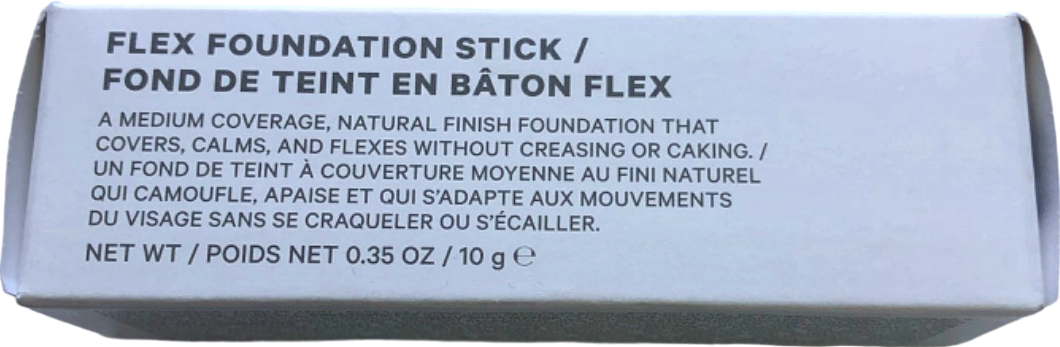 FLEX FOUNDATION STICK /
FOND DE TEINT EN BÂTON FLEX
A MEDIUM COVERAGE, NATURAL FINISH FOUNDATION THAT
COVERS, CALMS, AND FLEXES WITHOUT CREASING OR CAKING. /
UN FOND DE TEINT À COUVERTURE MOYENNE AU FINI NATUREL
QUI CAMOUFLE, APAISE ET QUI S'ADAPTE AUX MOUVEMENTS
DU VISAGE SANS SE CRAQUELER OU S'ÉCAILLER.
NET WT / POIDS NET 0.35 OZ / 10 g ℮